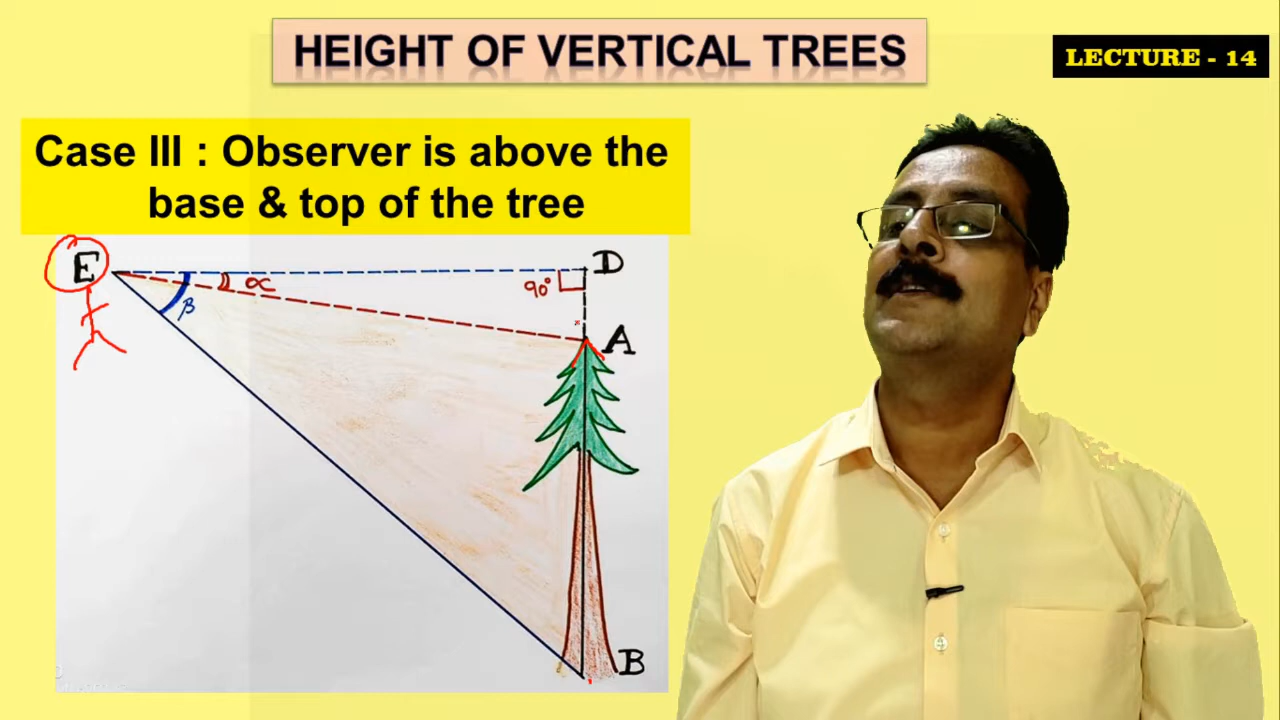 HEIGHT OF VERTICAL TREES
LECTURE - 14
Case III : Observer is above the
base & top of the tree
E
D
α
90°
β
A
B